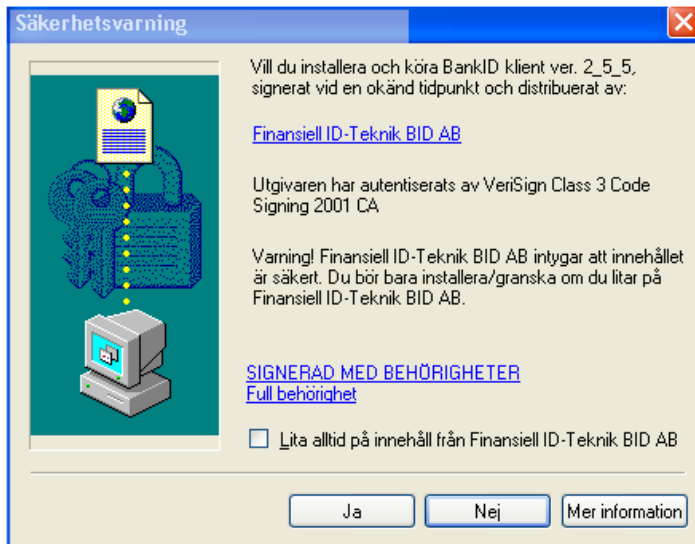 Säkerhetsvarning
Vill du installera och köra BankID klient ver. 2_5_5,
signerat vid en okänd tidpunkt och distribuerat av:
Finansiell ID-Teknik BID AB
Utgivaren har autentiserats av VeriSign Class 3 Code
Signing 2001 CA
Varning! Finansiell ID-Teknik BID AB intygar att innehållet
är säkert. Du bör bara installera/granska om du litar på
Finansiell ID-Teknik BID AB.
SIGNERAD MED BEHÖRIGHETER
Full behörighet
Lita alltid på innehåll från Finansiell ID-Teknik BID AB
Ja Nej Mer information